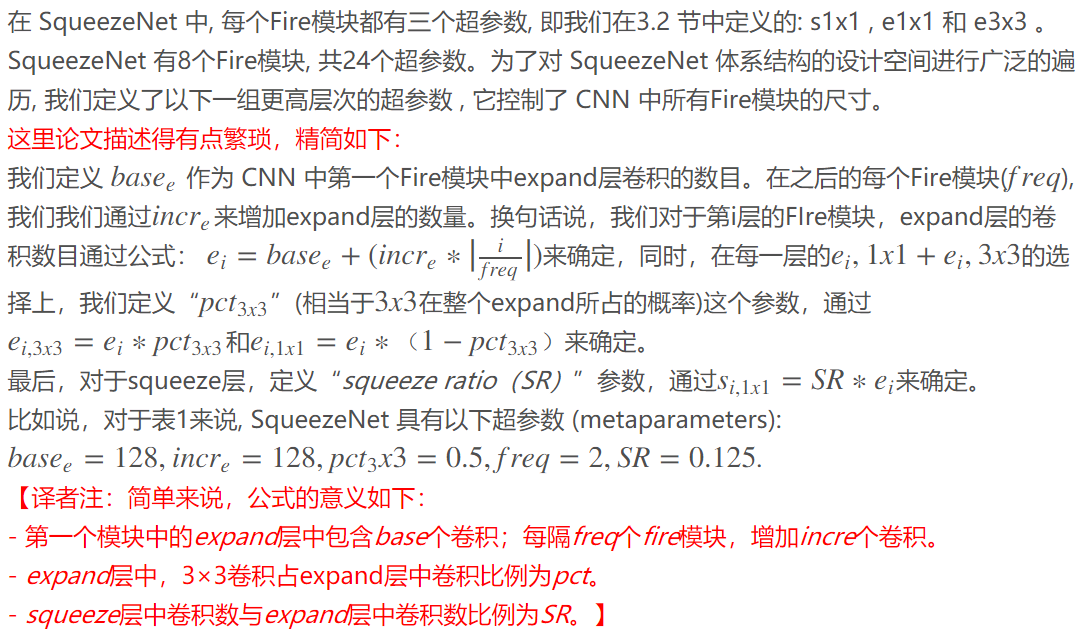 在 SqueezeNet 中, 每个Fire模块都有三个超参数, 即我们在3.2 节中定义的: s1x1 , e1x1 和 e3x3 。
SqueezeNet 有8个Fire模块, 共24个超参数。为了对 SqueezeNet 体系结构的设计空间进行广泛的遍
历, 我们定义了以下一组更高层次的超参数 , 它控制了 CNN 中所有Fire模块的尺寸。
这里论文描述得有点繁琐，精简如下：
我们定义 base_e 作为 CNN 中第一个Fire模块中expand层卷积的数目。在之后的每个Fire模块(freq),
我们我们通过incr_e来增加expand层的数量。换句话说，我们对于第i层的FIre模块，expand层的卷
积数目通过公式： e_i = base_e + (incr_e * |i/freq|)来确定，同时，在每一层的e_i, 1x1 + e_i, 3x3的选
择上，我们定义“pct_{3x3}”(相当于3x3在整个expand所占的概率)这个参数，通过
e_{i,3x3} = e_i * pct_{3x3}和e_{i,1x1} = e_i * （1 − pct_{3x3}）来确定。
最后，对于squeeze层，定义“squeeze ratio（SR）”参数，通过s_{i,1x1} = SR * e_i来确定。
比如说，对于表1来说, SqueezeNet 具有以下超参数 (metaparameters):
base_e = 128, incr_e = 128, pct_3x3 = 0.5, freq = 2, SR = 0.125.
【译者注：简单来说，公式的意义如下：
- 第一个模块中的expand层中包含base个卷积；每隔freq个fire模块，增加incre个卷积。
- expand层中，3×3卷积占expand层中卷积比例为pct。
- squeeze层中卷积数与expand层中卷积数比例为SR。】